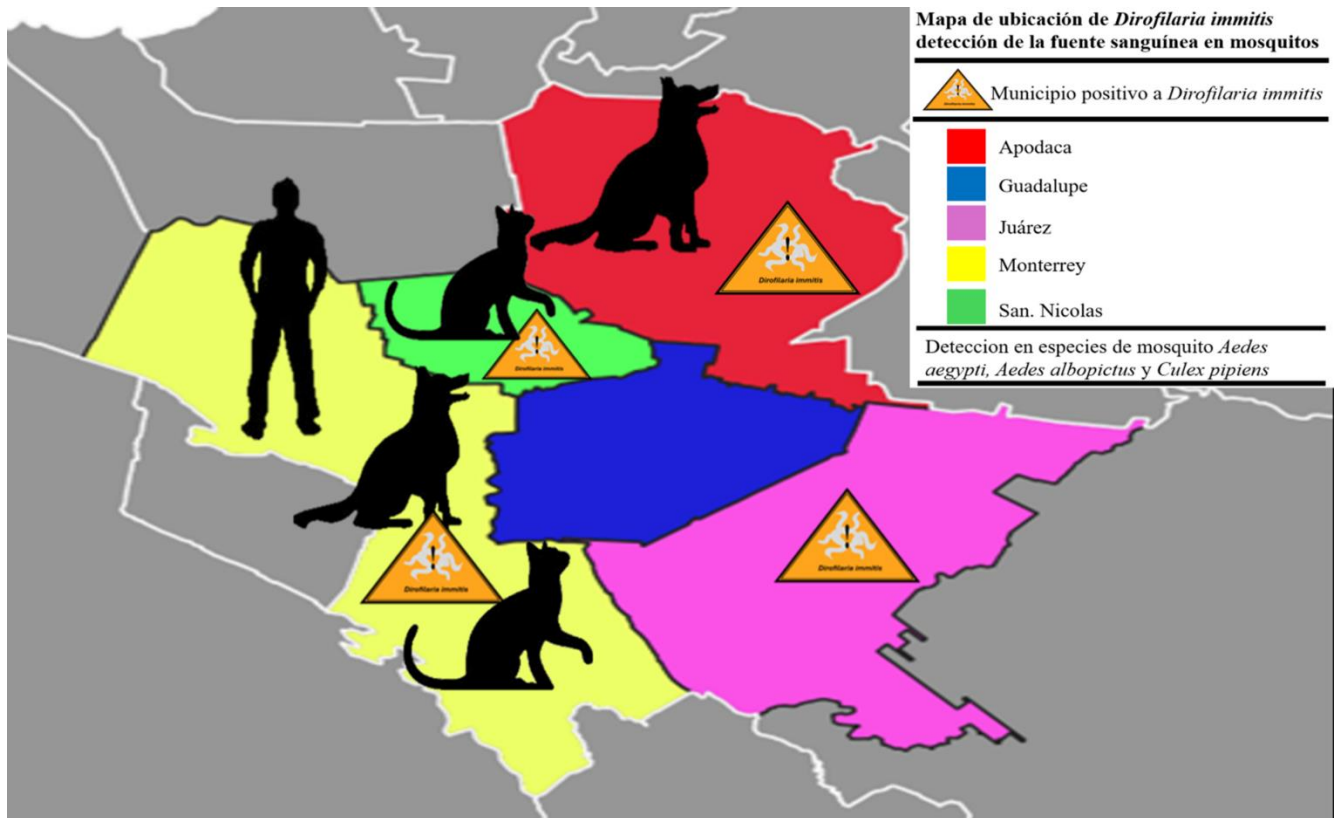 Mapa de ubicación de Dirofilaria immitis
detección de la fuente sanguínea en mosquitos
Dirofilaria immitis
Municipio positivo a Dirofilaria immitis
Apodaca
Guadalupe
Juárez
Monterrey
San. Nicolas
Deteccion en especies de mosquito Aedes
aegypti, Aedes albopictus y Culex pipiens
Dirofilaria immitis
Dirofilaria immitis
Dirofilaria immitis
Dirofilaria immitis